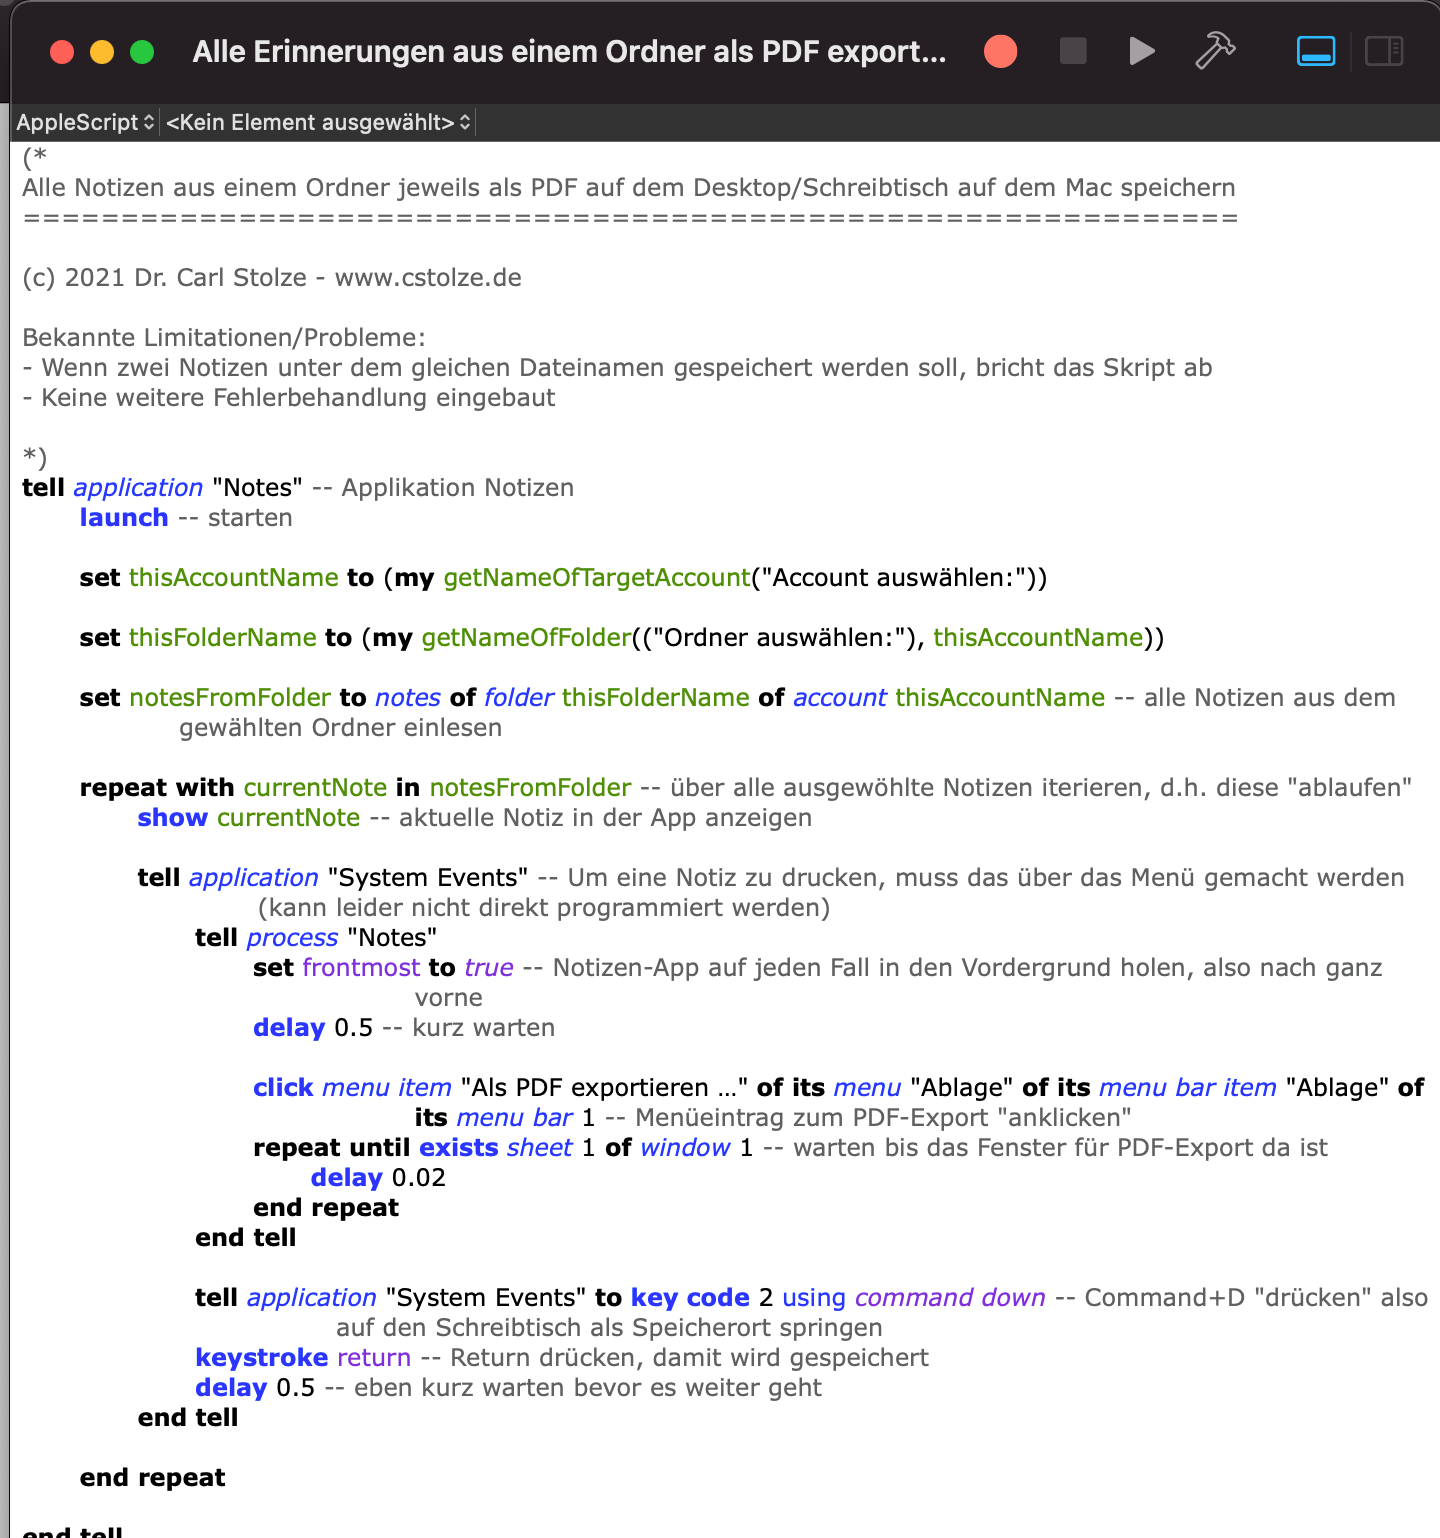 Alle Erinnerungen aus einem Ordner als PDF export...
AppleScript <Kein Element ausgewählt>
(*
Alle Notizen aus einem Ordner jeweils als PDF auf dem Desktop/Schreibtisch auf dem Mac speichern
==============================================================
(c) 2021 Dr. Carl Stolze - www.cstolze.de
Bekannte Limitationen/Probleme:
- Wenn zwei Notizen unter dem gleichen Dateinamen gespeichert werden soll, bricht das Skript ab
- Keine weitere Fehlerbehandlung eingebaut
*)
tell application "Notes" -- Applikation Notizen
launch -- starten
set thisAccountName to (my getNameOfTargetAccount("Account auswählen:"))
set thisFolderName to (my getNameOfFolder(("Ordner auswählen:"), thisAccountName))
set notesFromFolder to notes of folder thisFolderName of account thisAccountName -- alle Notizen aus dem
gewählten Ordner einlesen
repeat with currentNote in notesFromFolder -- über alle ausgewöhlte Notizen iterieren, d.h. diese "ablaufen"
show currentNote -- aktuelle Notiz in der App anzeigen
tell application "System Events" -- Um eine Notiz zu drucken, muss das über das Menü gemacht werden
(kann leider nicht direkt programmiert werden)
tell process "Notes"
set frontmost to true -- Notizen-App auf jeden Fall in den Vordergrund holen, also nach ganz
vorne
delay 0.5 -- kurz warten
click menu item "Als PDF exportieren …" of its menu "Ablage" of its menu bar item "Ablage" of
its menu bar 1 -- Menüeintrag zum PDF-Export "anklicken"
repeat until exists sheet 1 of window 1 -- warten bis das Fenster für PDF-Export da ist
delay 0.02
end repeat
end tell
tell application "System Events" to key code 2 using command down -- Command+D "drücken" also
auf den Schreibtisch als Speicherort springen
keystroke return -- Return drücken, damit wird gespeichert
delay 0.5 -- eben kurz warten bevor es weiter geht
end tell
end repeat
end tell